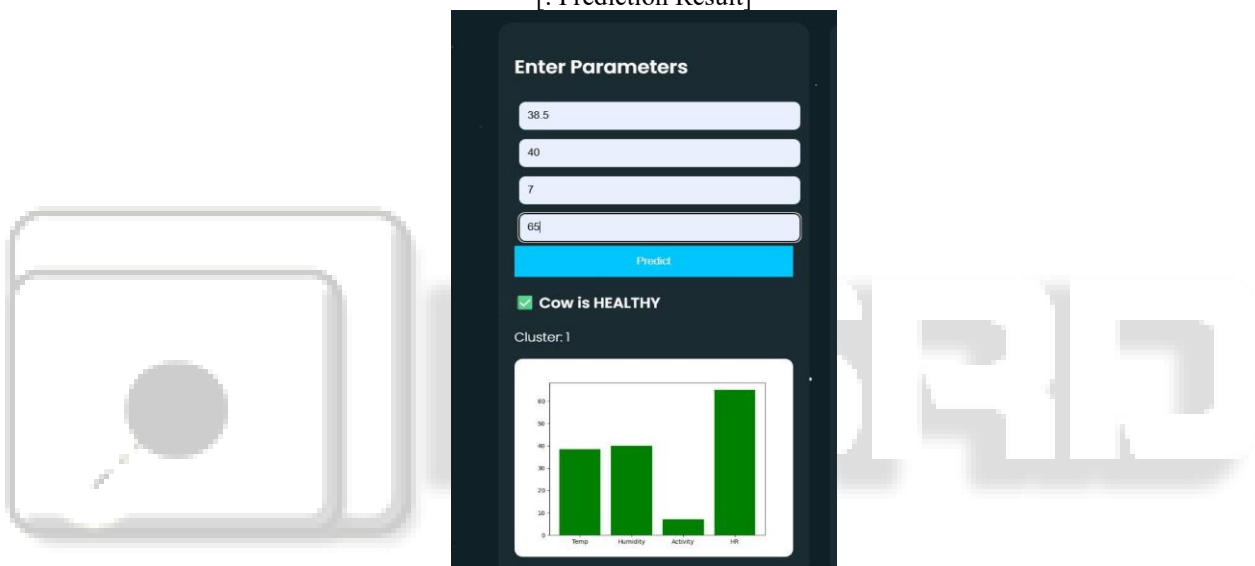 [: Prediction Result]
Enter Parameters
38.5
40
7
65
Predict
✅ Cow is HEALTHY
Cluster: 1
60
50
40
30
20
10
0
Temp Humidity Activity HR